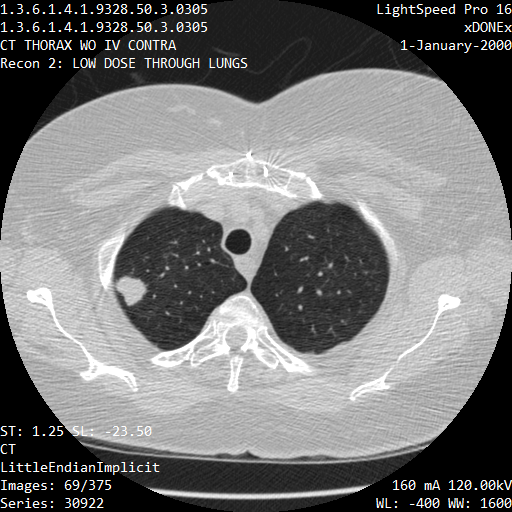 1.3.6.1.4.1.9328.50.3.0305
LightSpeed Pro 16
1.3.6.1.4.1.9328.50.3.0305
xDONEx
CT THORAX WO IV CONTRA
1-January-2000
Recon 2: LOW DOSE THROUGH LUNGS
ST: 1.25 SL: -23.50
CT
LittleEndianImplicit
Images: 69/375
160 mA 120.00kV
Series: 30922
WL: -400 WW: 1600